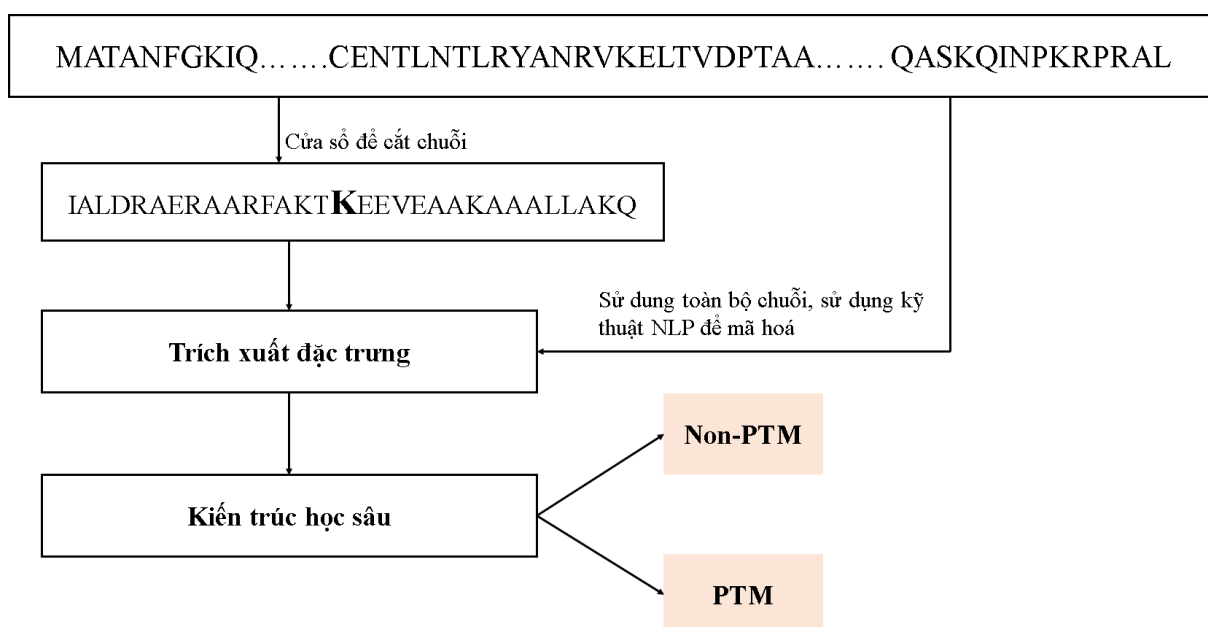 MATANFGKIQ…….CENTLNTLRYANRVKELTVDPTAA……. QASKQINPKRPRAL
Cửa sổ để cắt chuỗi
IALDRAERAARFAKTKEEVEAAKAAALLAKQ
Sử dung toàn bộ chuỗi, sử dụng kỹ
thuật NLP để mã hoá
Trích xuất đặc trưng
Non-PTM
Kiến trúc học sâu
PTM